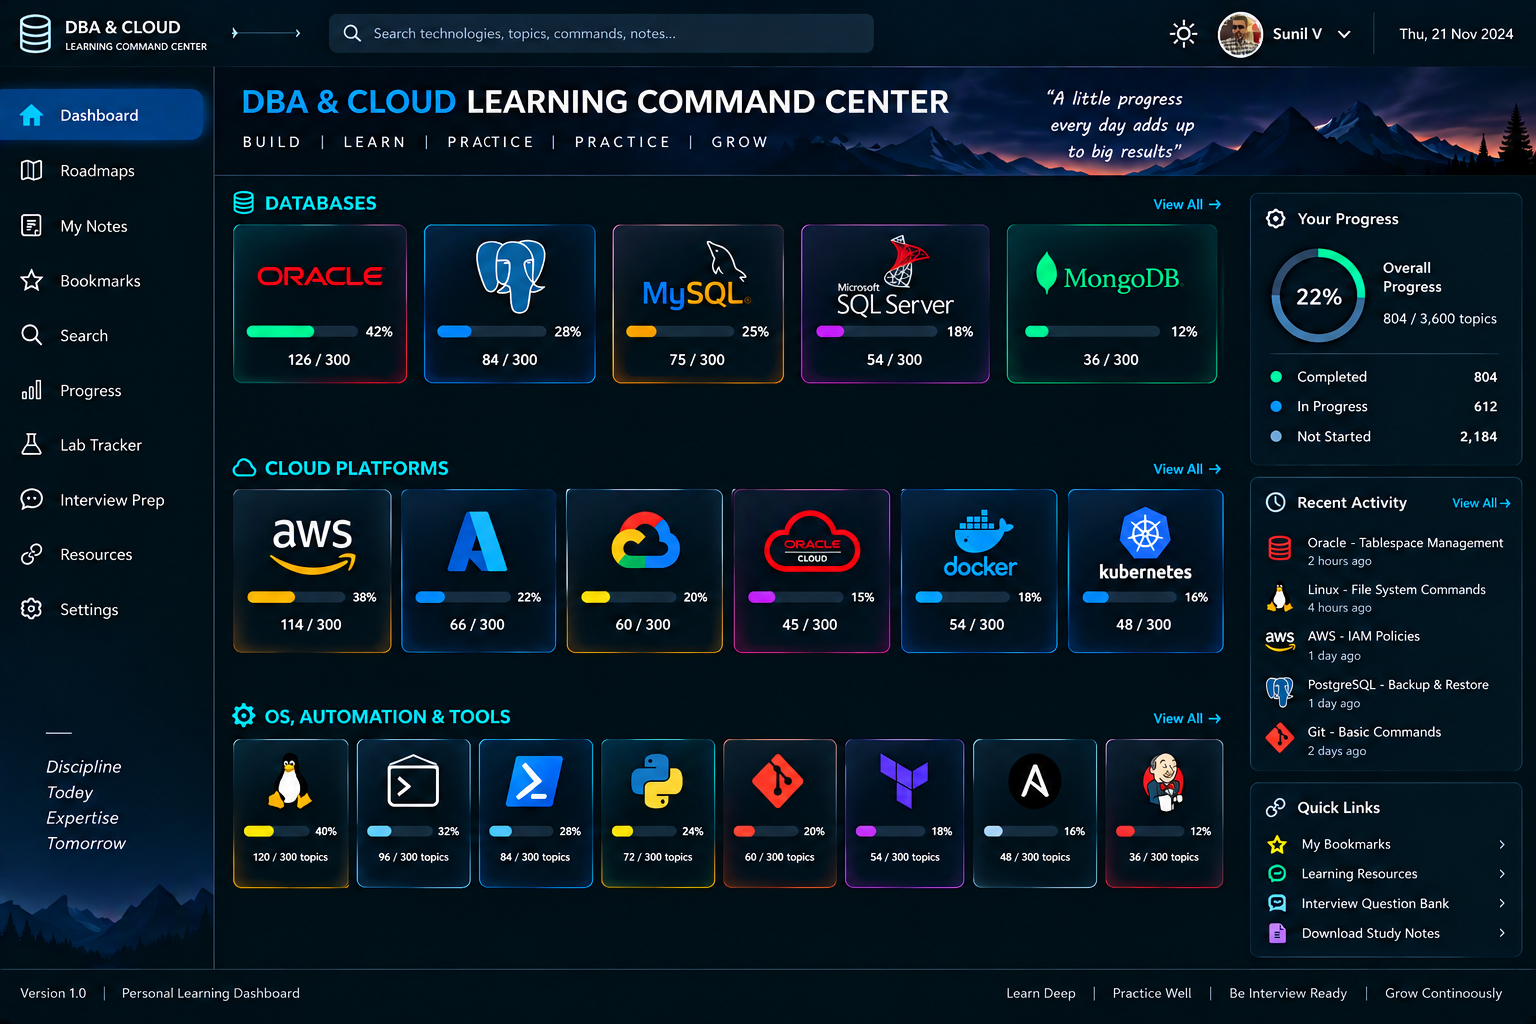 DBA & CLOUD
LEARNING COMMAND CENTER
Search technologies, topics, commands, notes...
Sunil V
Thu, 21 Nov 2024
Dashboard
Roadmaps
My Notes
Bookmarks
Search
Progress
Lab Tracker
Interview Prep
Resources
Settings
Discipline
Todey
Expertise
Tomorrow
DBA & CLOUD LEARNING COMMAND CENTER
BUILD | LEARN | PRACTICE | PRACTICE | GROW
“A little progress
every day adds up
to big results”
DATABASES
View All →
ORACLE
42%
126 / 300
28%
84 / 300
MySQL®
25%
75 / 300
Microsoft
SQL Server
18%
54 / 300
MongoDB
12%
36 / 300
CLOUD PLATFORMS
View All →
aws
38%
114 / 300
22%
66 / 300
20%
60 / 300
ORACLE
CLOUD
15%
45 / 300
docker
18%
54 / 300
kubernetes
16%
48 / 300
OS, AUTOMATION & TOOLS
View All →
40%
120 / 300 topics
32%
96 / 300 topics
28%
84 / 300 topics
24%
72 / 300 topics
20%
60 / 300 topics
18%
54 / 300 topics
A
16%
48 / 300 topics
12%
36 / 300 topics
Your Progress
22%
Overall
Progress
804 / 3,600 topics
Completed 804
In Progress 612
Not Started 2,184
Recent Activity View All →
Oracle - Tablespace Management
2 hours ago
Linux - File System Commands
4 hours ago
aws
AWS - IAM Policies
1 day ago
PostgreSQL - Backup & Restore
1 day ago
Git - Basic Commands
2 days ago
Quick Links
My Bookmarks
Learning Resources
Interview Question Bank
Download Study Notes
Version 1.0 | Personal Learning Dashboard
Learn Deep | Practice Well | Be Interview Ready | Grow Continoously